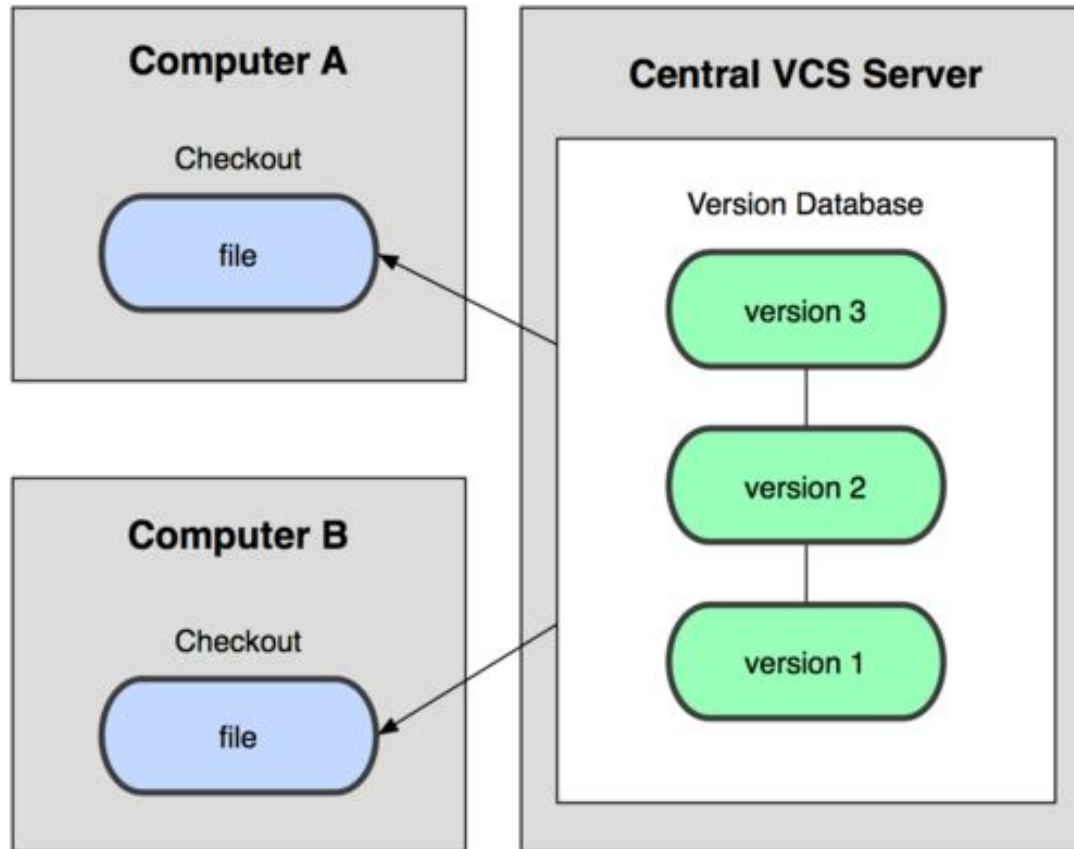 Computer A
Checkout
file
Computer B
Checkout
file
Central VCS Server
Version Database
version 3
version 2
version 1